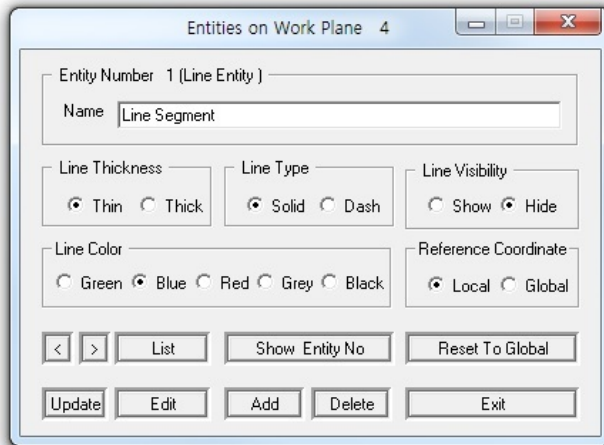 Entities on Work Plane 4
Entity Number 1 (Line Entity )
Name Line Segment
Line Thickness Line Type Line Visibility
Thin Thick Solid Dash Show Hide
Line Color Reference Coordinate
Green Blue Red Grey Black Local Global
< > List Show Entity No Reset To Global
Update Edit Add Delete Exit